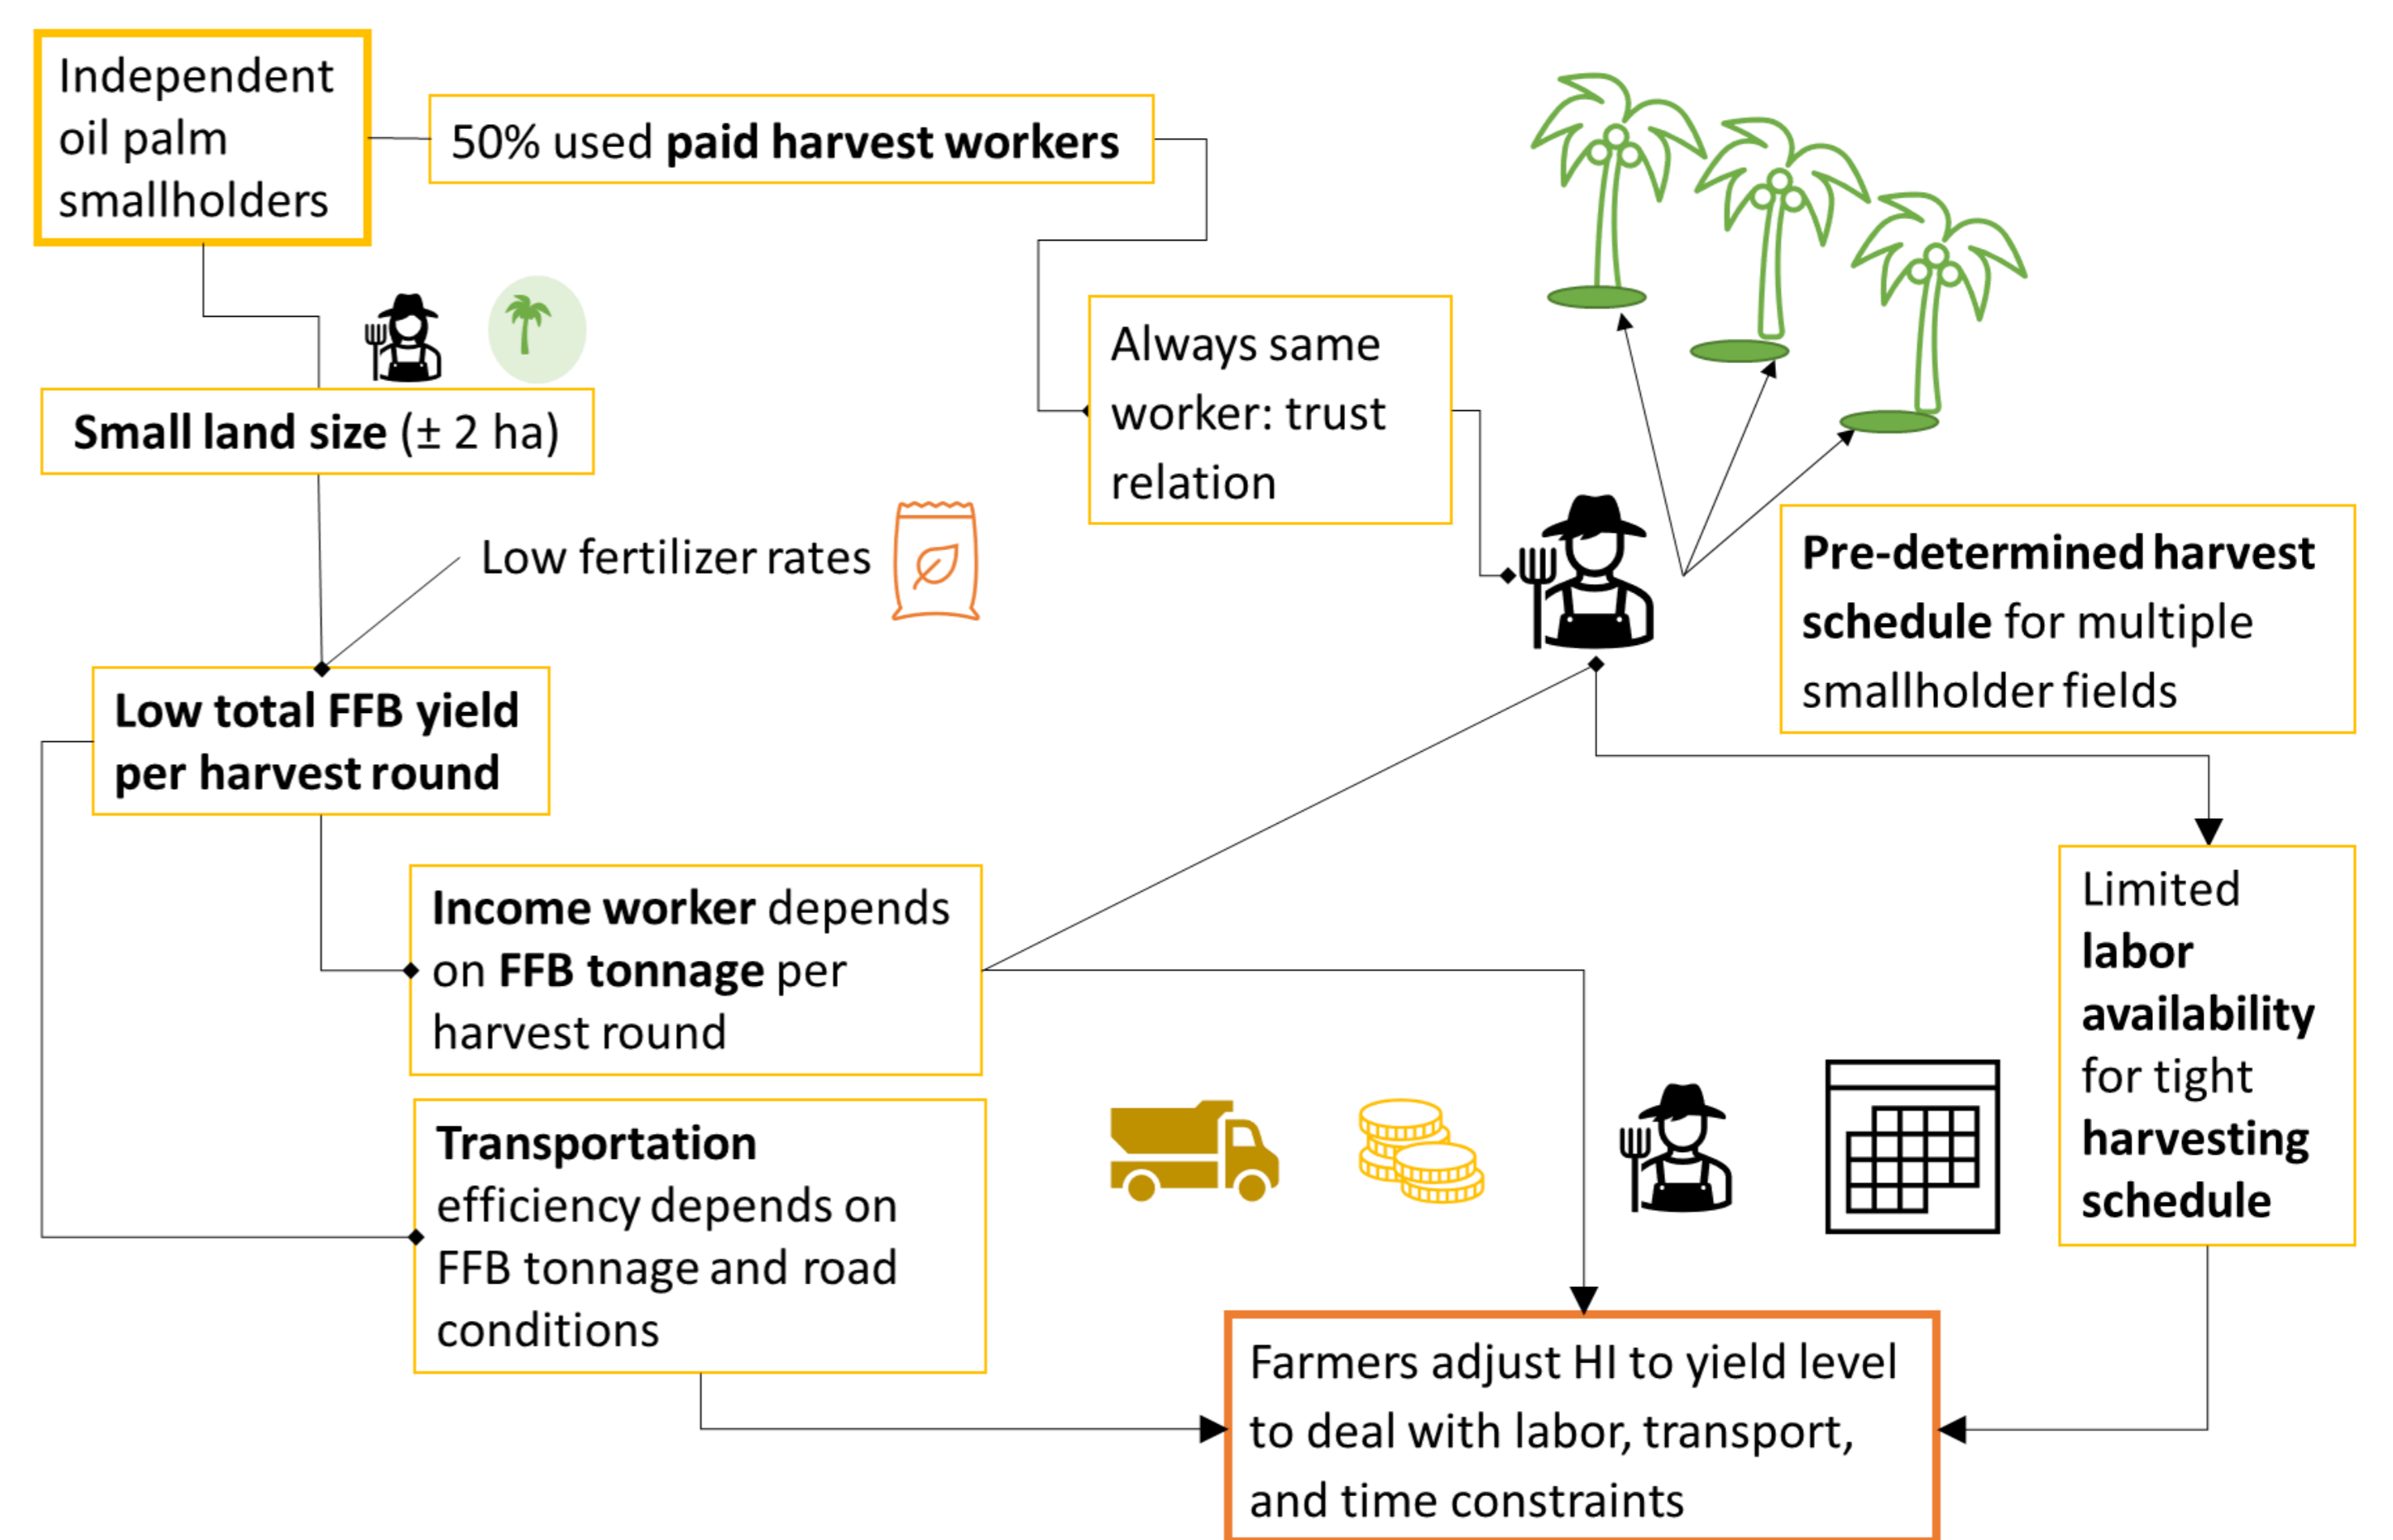 Independent
oil palm
smallholders
50% used paid harvest workers
Small land size (± 2 ha)
Always same
worker: trust
relation
Low fertilizer rates
Pre-determined harvest
schedule for multiple
smallholder fields
Low total FFB yield
per harvest round
Income worker depends
on FFB tonnage per
harvest round
Limited
labor
availability
for tight
harvesting
schedule
Transportation
efficiency depends on
FFB tonnage and road
conditions
Farmers adjust HI to yield level
to deal with labor, transport,
and time constraints